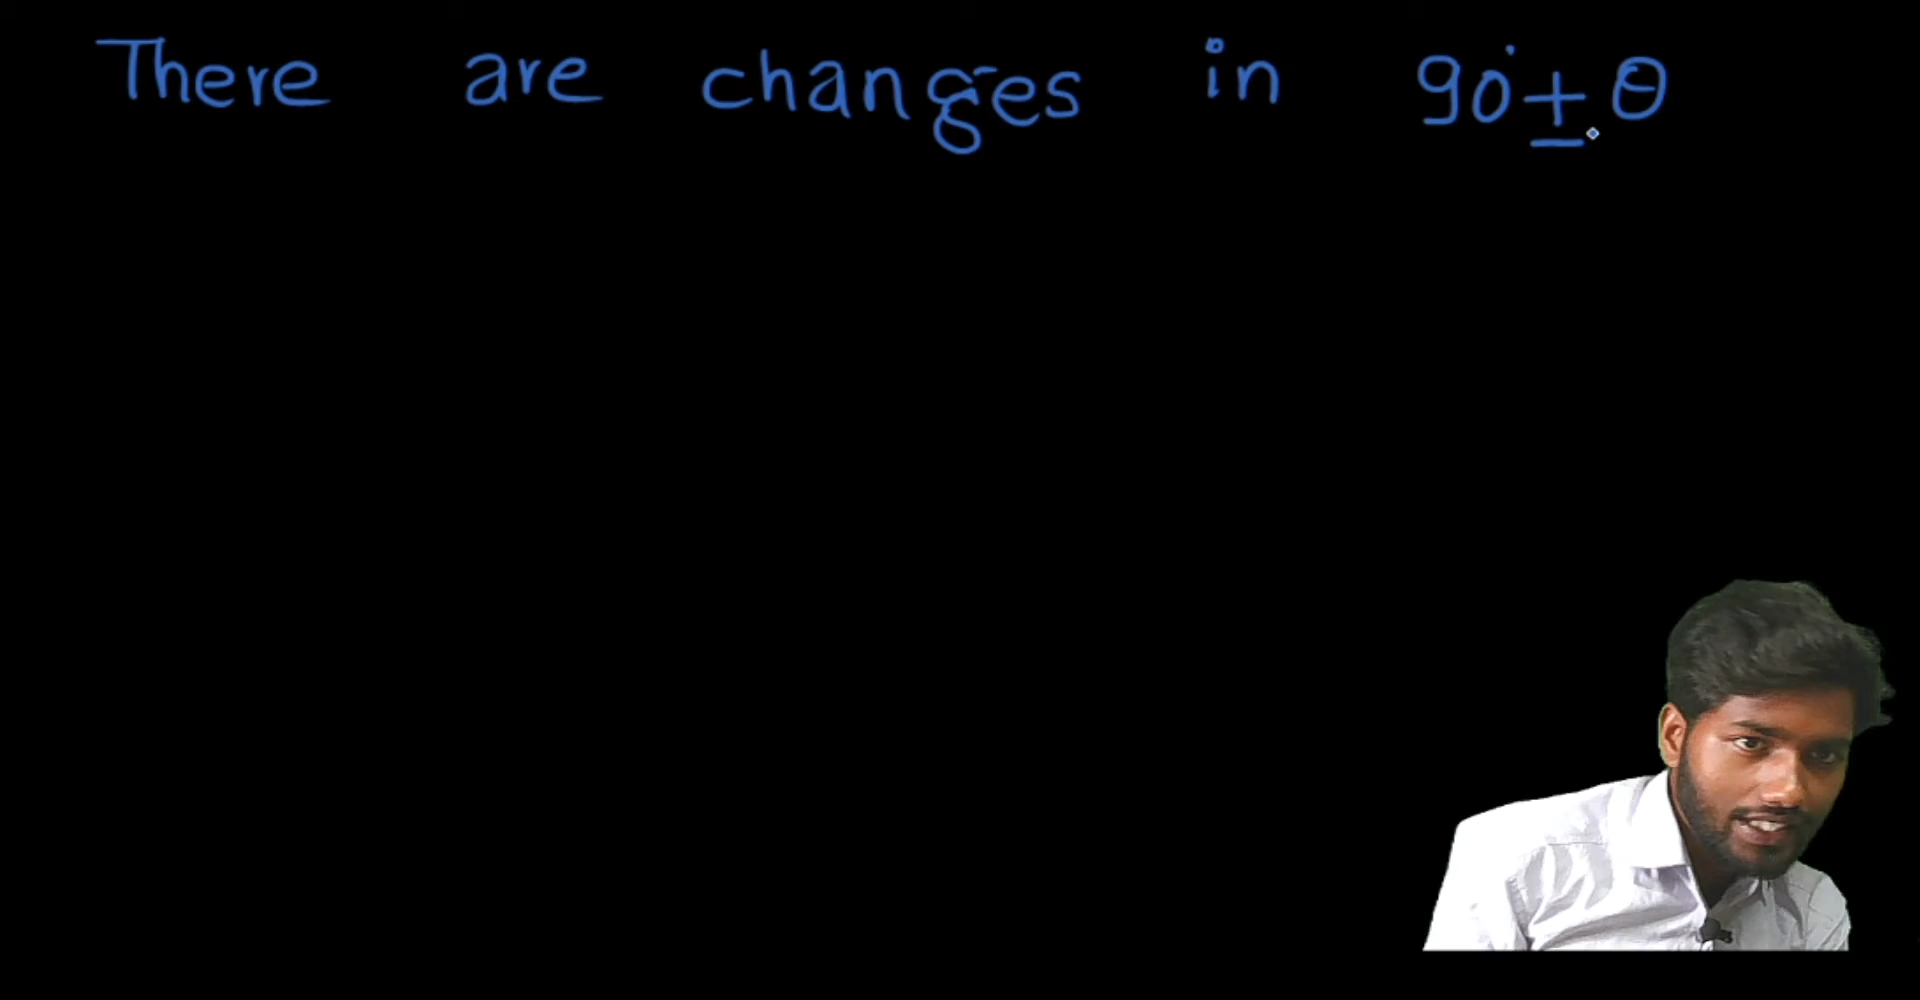 There are changes in 90° ± θ